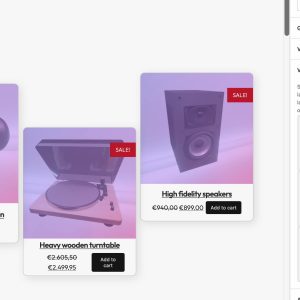 SALE!
High fidelity speakers
€940,00 €899.00 Add to cart
SALE!
Heavy wooden turntable
€2.605,50
€2.499,95
Add to
cart